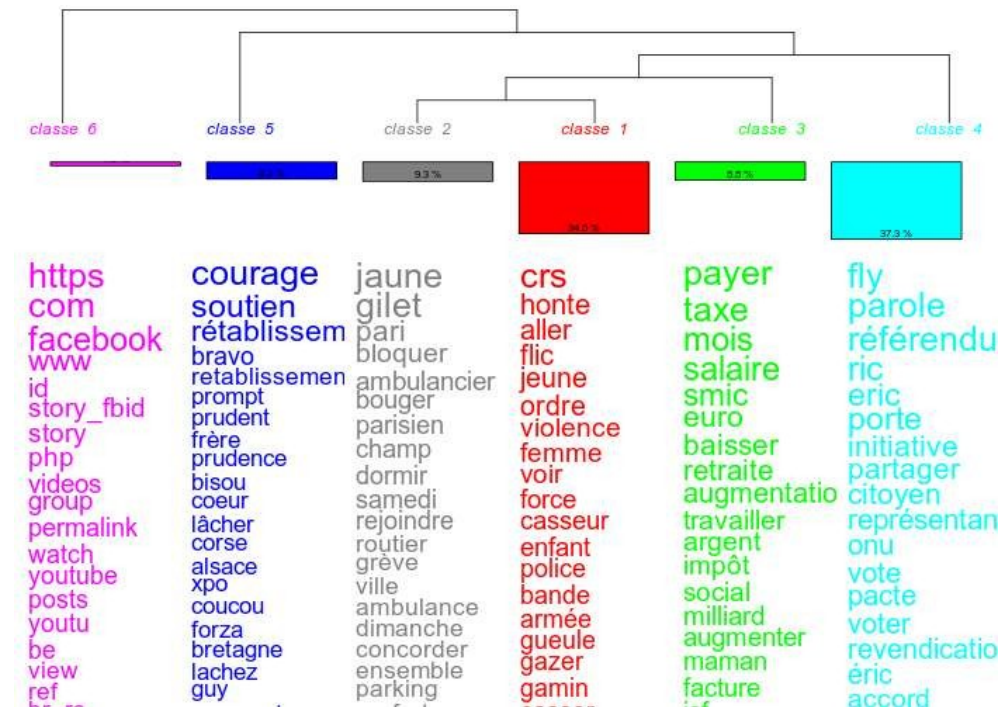 classe 6
classe 5
classe 2
classe 1
classe 3
classe 4
9.3 %
8.8 %
37.3 %
https
com
facebook
www
id
story_fbid
story
php
videos
group
permalink
watch
youtube
posts
youtu
be
view
ref
courage
soutien
rétablissem
bravo
retablissemen
prompt
prudent
frère
prudence
bisou
coeur
lâcher
corse
alsace
xpo
coucou
forza
bretagne
lachez
guy
jaune
gilet
pari
bloquer
ambulancier
bouger
parisien
champ
dormir
samedi
rejoindre
routier
grève
ville
ambulance
dimanche
concorder
ensemble
parking
crs
honte
aller
flic
jeune
ordre
violence
femme
voir
force
casseur
enfant
police
bande
armée
gueule
gazer
gamin
payer
taxe
mois
salaire
smic
euro
baisser
retraite
augmentatio
travailler
argent
impôt
social
milliard
augmenter
maman
facture
fly
parole
référendu
ric
eric
porte
initiative
partager
citoyen
représentan
onu
vote
pacte
voter
revendicatio
éric
accord